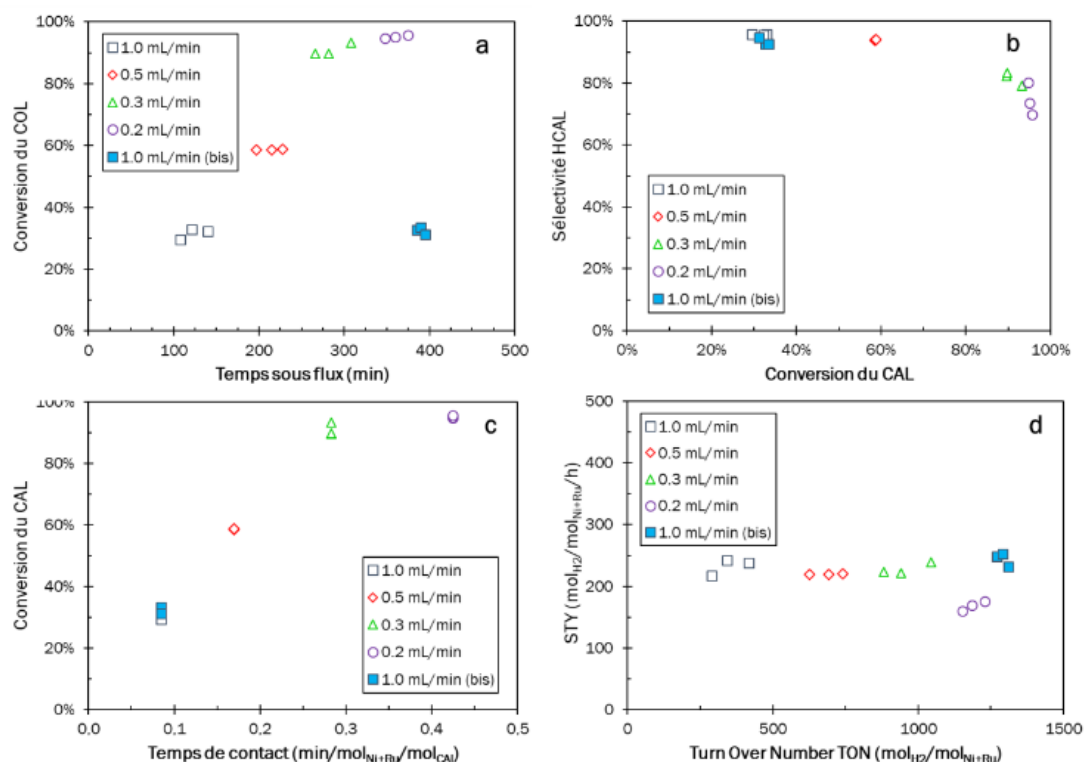 100%
80%
60%
40%
20%
0%
Conversion du COL
1.0 mL/min
0.5 mL/min
0.3 mL/min
0.2 mL/min
1.0 mL/min (bis)
a
0
100
200
300
400
500
Temps sous flux (min)
100%
80%
60%
40%
20%
0%
Sélectivité HCAL
1.0 mL/min
0.5 mL/min
0.3 mL/min
0.2 mL/min
1.0 mL/min (bis)
b
0%
20%
40%
60%
80%
100%
Conversion du CAL
100%
80%
60%
40%
20%
0%
Conversion du CAL
1.0 mL/min
0.5 mL/min
0.3 mL/min
0.2 mL/min
1.0 mL/min (bis)
c
0,0
0,1
0,2
0,3
0,4
0,5
Temps de contact (min/molNi+Ru/molCAL)
500
400
300
200
100
0
STY (molH2/molNi+Ru/h)
1.0 mL/min
0.5 mL/min
0.3 mL/min
0.2 mL/min
1.0 mL/min (bis)
d
0
500
1000
1500
Turn Over Number TON (molH2/molNi+Ru)